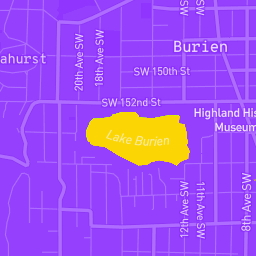 Burien
ahurst
20th Ave SW
18th Ave SW
SW
SW 150th St
SW 152nd St
Highland His
Museum
Lake Burien
12th Ave SW
11th Ave SW
8th Ave SW